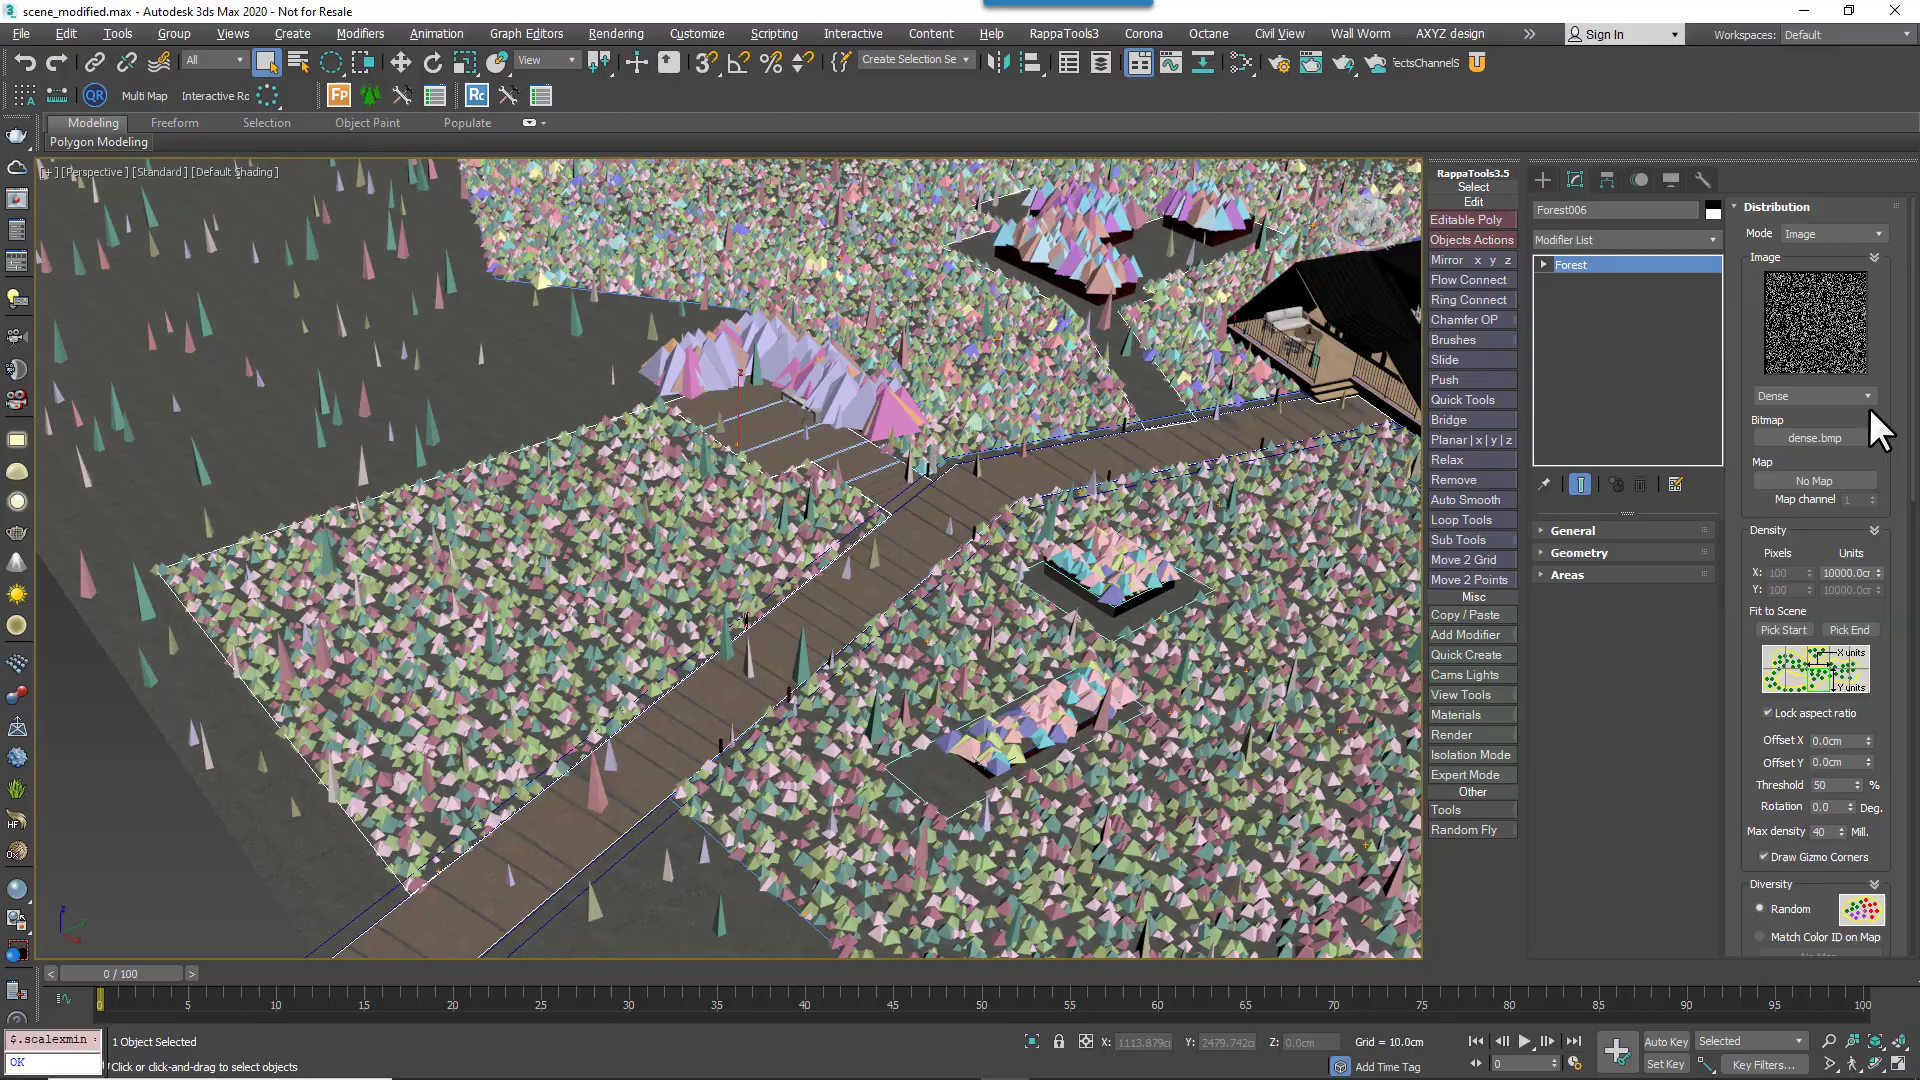 scene_modified.max - Autodesk 3ds Max 2020 - Not for Resale
File Edit Tools Group Views Create Modifiers Animation Graph Editors Rendering Customize Scripting Interactive Content Help RappaTools3 Corona Octane Civil View Wall Worm AXYZ design Sign In Workspaces: Default
All View Create Selection Se
QR Multi Map Interactive Ro Fp Rc
Modeling Freeform Selection Object Paint Populate
Polygon Modeling
[+] [Perspective ] [Standard ] [Default Shading ]
RappaTools3.5
Select
Edit
Editable Poly
Objects Actions
Mirror x y z
Flow Connect
Ring Connect
Chamfer OP
Brushes
Slide
Push
Quick Tools
Bridge
Planar | x | y | z
Relax
Remove
Auto Smooth
Loop Tools
Sub Tools
Move 2 Grid
Move 2 Points
Misc
Copy / Paste
Add Modifier
Quick Create
Cams Lights
View Tools
Materials
Render
Isolation Mode
Expert Mode
Other
Tools
Random Fly
Forest006
Modifier List
Forest
General
Geometry
Areas
Distribution
Mode Image
Image
Dense
Bitmap
dense.bmp
Map
No Map
Map channel 1
Density
Pixels Units
X: 100 10000.0cr
Y: 100 10000.0cr
Fit to Scene
Pick Start Pick End
X units
Y units
Lock aspect ratio
Offset X 0.0cm
Offset Y 0.0cm
Threshold 50 %
Rotation 0.0 Deg.
Max density 40 Mill.
Draw Gizmo Corners
Diversity
Random
Match Color ID on Map
0 / 100
0 5 10 15 20 25 30 35 40 45 50 55 60 65 70 75 80 85 90 95 100
$.scalexmin :
OK
1 Object Selected
Click or click-and-drag to select objects
X: 1113.879cm Y: 2479.742cm Z: 0.0cm Grid = 10.0cm
Add Time Tag
0
Auto Key Selected
Set Key Key Filters...